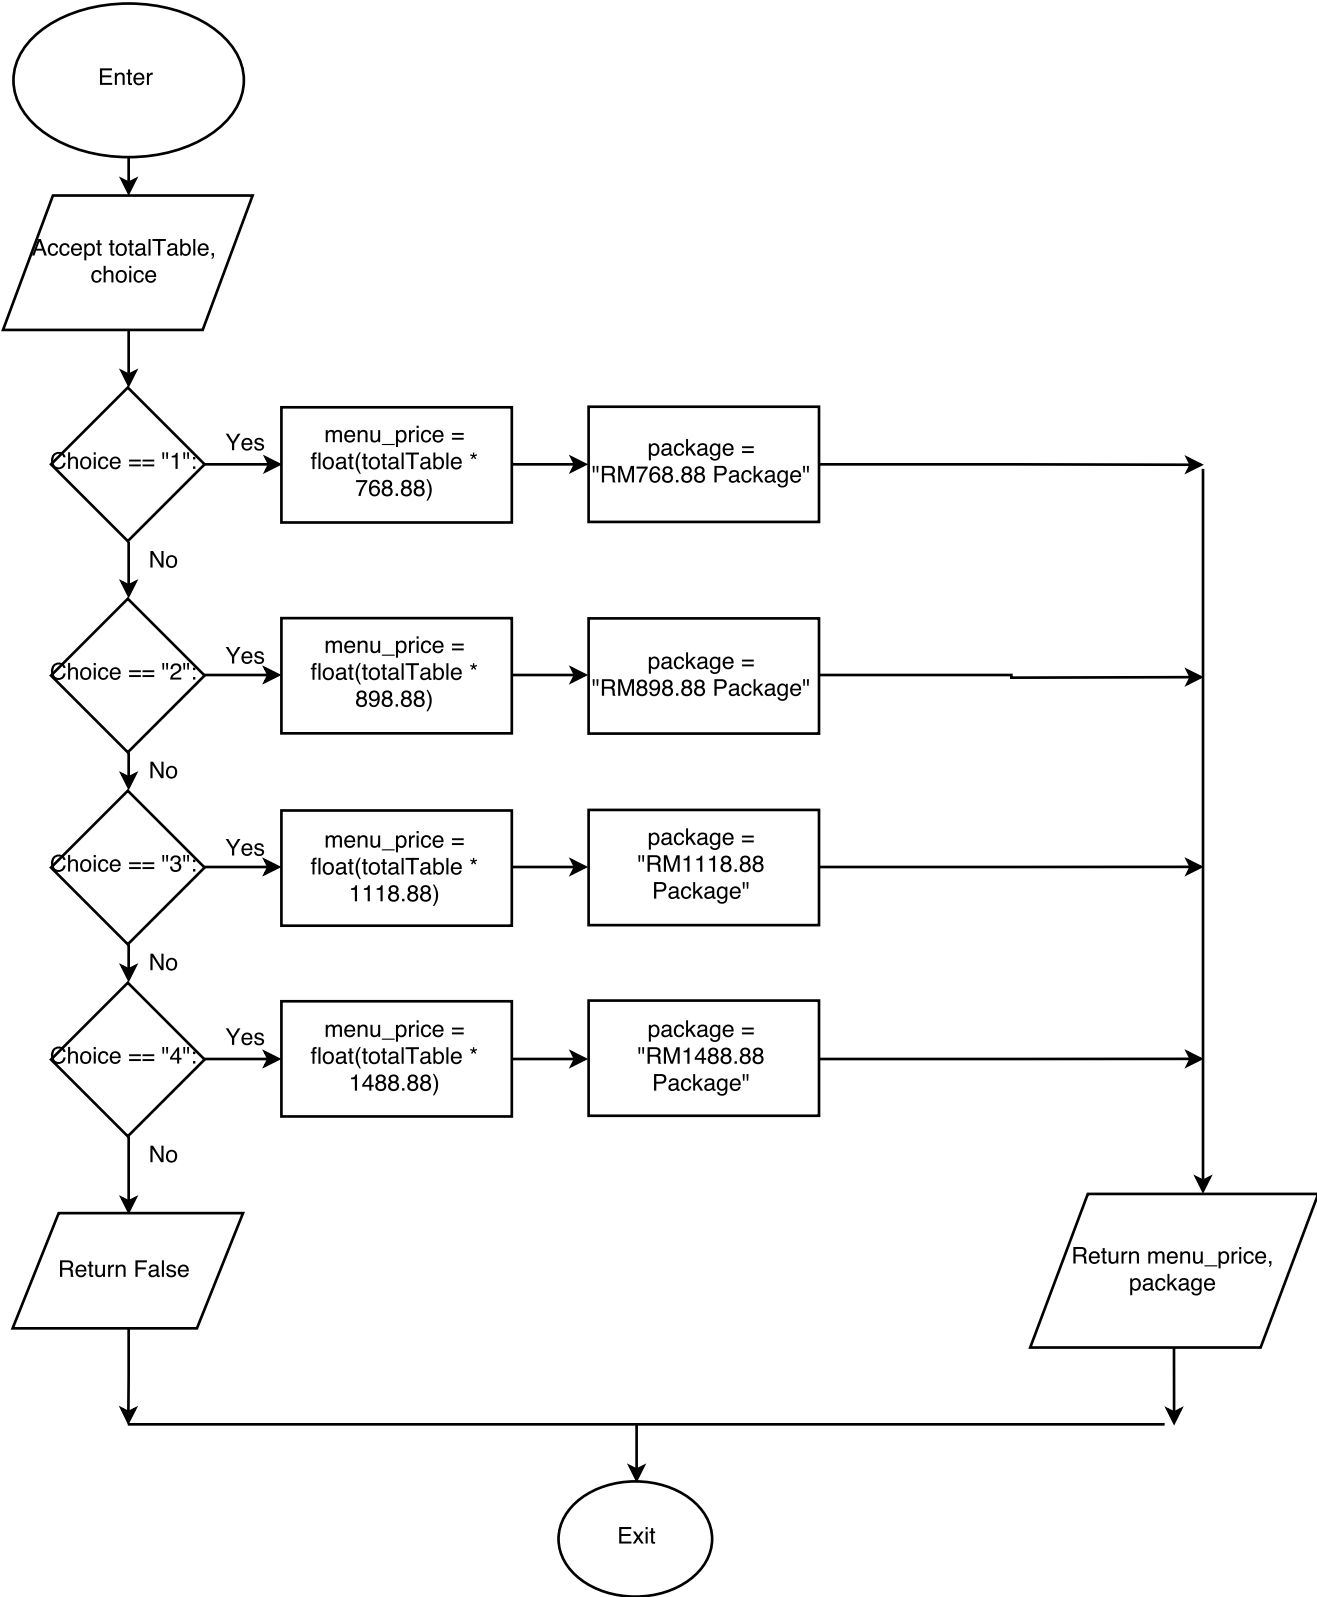 Enter
Accept totalTable,
choice
Choice == "1":
Yes
menu_price =
float(totalTable *
768.88)
package =
"RM768.88 Package"
No
Choice == "2":
Yes
menu_price =
float(totalTable *
898.88)
package =
"RM898.88 Package"
No
Choice == "3":
Yes
menu_price =
float(totalTable *
1118.88)
package =
"RM1118.88
Package"
No
Choice == "4":
Yes
menu_price =
float(totalTable *
1488.88)
package =
"RM1488.88
Package"
No
Return False
Return menu_price,
package
Exit